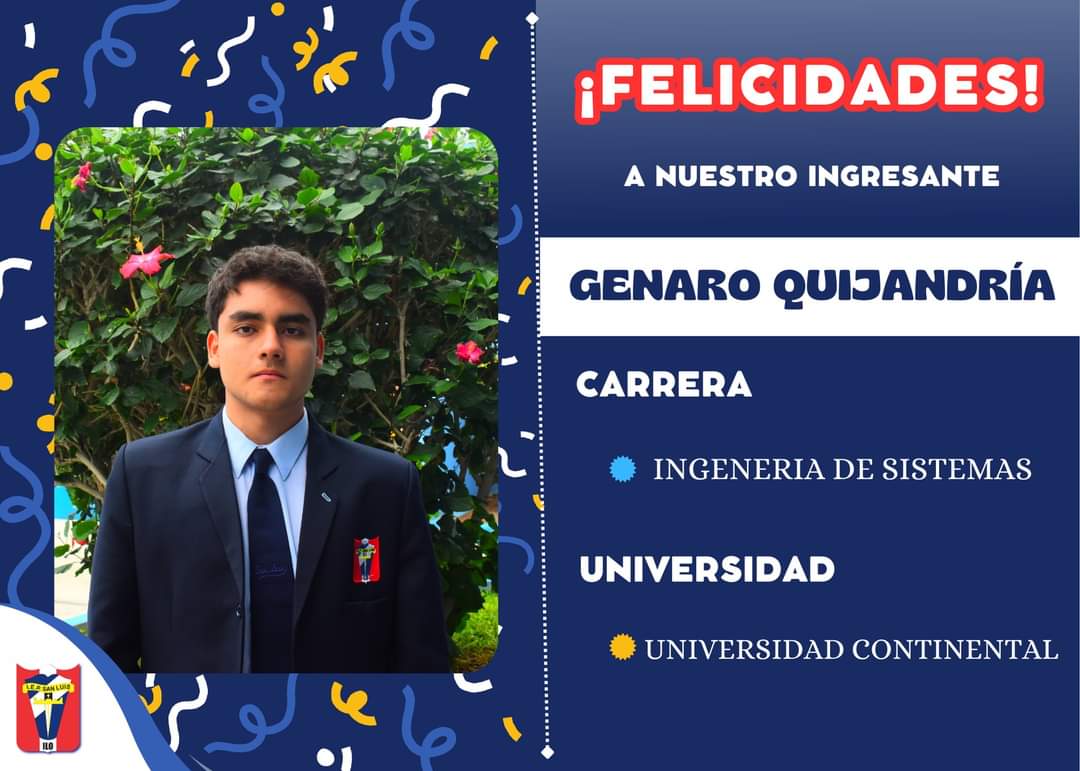 ¡FELICIDADES!
A NUESTRO INGRESANTE
GENARO QUIJANDRÍA
CARRERA
INGENERIA DE SISTEMAS
UNIVERSIDAD
UNIVERSIDAD CONTINENTAL
I.E.P. SAN LUIS
ILO